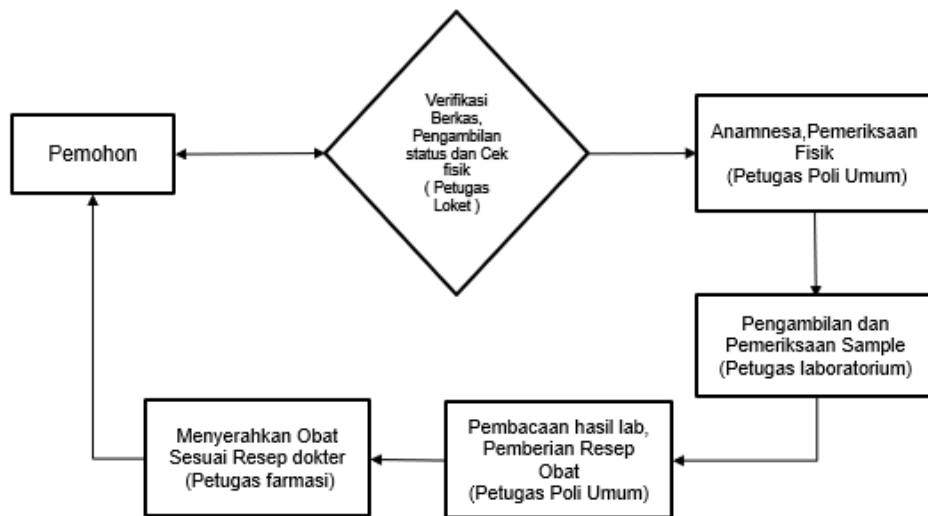 Pemohon
Verifikasi
Berkas,
Pengambilan
status dan Cek
fisik
( Petugas
Loket )
Anamnesa,Pemeriksaan
Fisik
(Petugas Poli Umum)
Pengambilan dan
Pemeriksaan Sample
(Petugas laboratorium)
Pembacaan hasil lab,
Pemberian Resep
Obat
(Petugas Poli Umum)
Menyerahkan Obat
Sesuai Resep dokter
(Petugas farmasi)